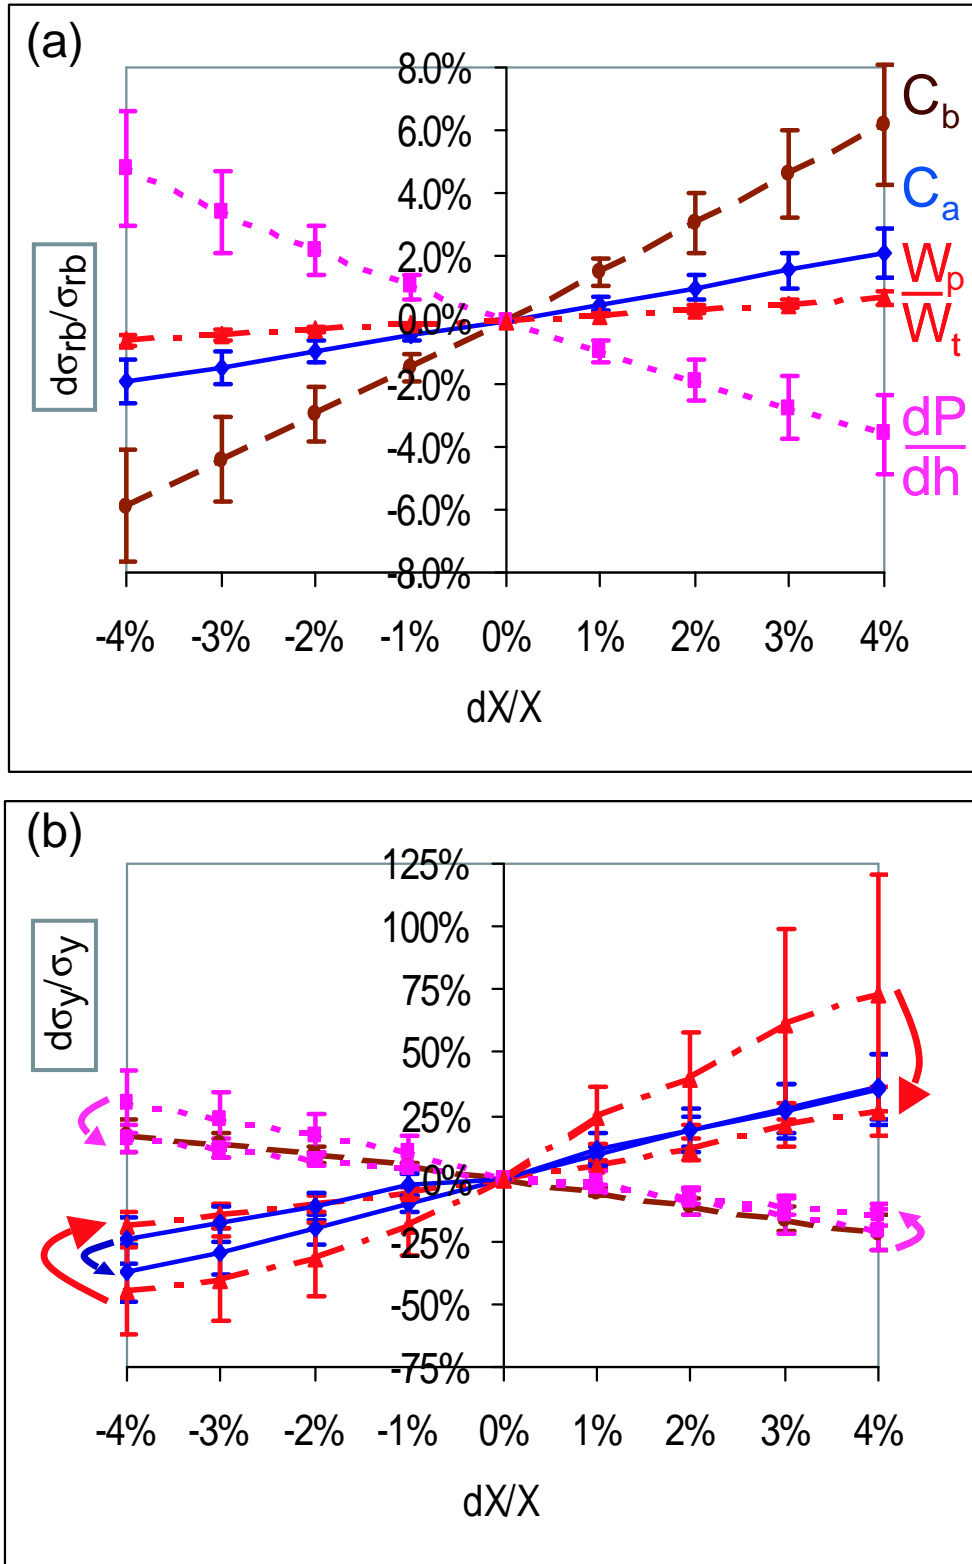 (a)
8.0%
6.0%
4.0%
2.0%
0.0%
-2.0%
-4.0%
-6.0%
-8.0%
dσrb/σrb
-4% -3% -2% -1% 0% 1% 2% 3% 4%
dX/X
Cb
Ca
Wp
Wt
dP
dh
(b)
125%
100%
75%
50%
25%
0%
-25%
-50%
-75%
dσy/σy
-4% -3% -2% -1% 0% 1% 2% 3% 4%
dX/X